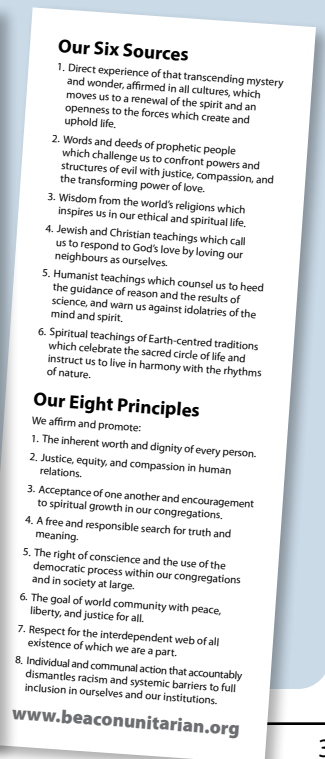 Our Six Sources
1. Direct experience of that transcending mystery
and wonder, affirmed in all cultures, which
moves us to a renewal of the spirit and an
openness to the forces which create and
uphold life.
2. Words and deeds of prophetic people
which challenge us to confront powers and
structures of evil with justice, compassion, and
the transforming power of love.
3. Wisdom from the world's religions which
inspires us in our ethical and spiritual life.
4. Jewish and Christian teachings which call
us to respond to God's love by loving our
neighbours as ourselves.
5. Humanist teachings which counsel us to heed
the guidance of reason and the results of
science, and warn us against idolatries of the
mind and spirit.
6. Spiritual teachings of Earth-centred traditions
which celebrate the sacred circle of life and
instruct us to live in harmony with the rhythms
of nature.
Our Eight Principles
We affirm and promote:
1. The inherent worth and dignity of every person.
2. Justice, equity, and compassion in human
relations.
3. Acceptance of one another and encouragement
to spiritual growth in our congregations.
4. A free and responsible search for truth and
meaning.
5. The right of conscience and the use of the
democratic process within our congregations
and in society at large.
6. The goal of world community with peace,
liberty, and justice for all.
7. Respect for the interdependent web of all
existence of which we are a part.
8. Individual and communal action that accountably
dismantles racism and systemic barriers to full
inclusion in ourselves and our institutions.
www.beaconunitarian.org
3